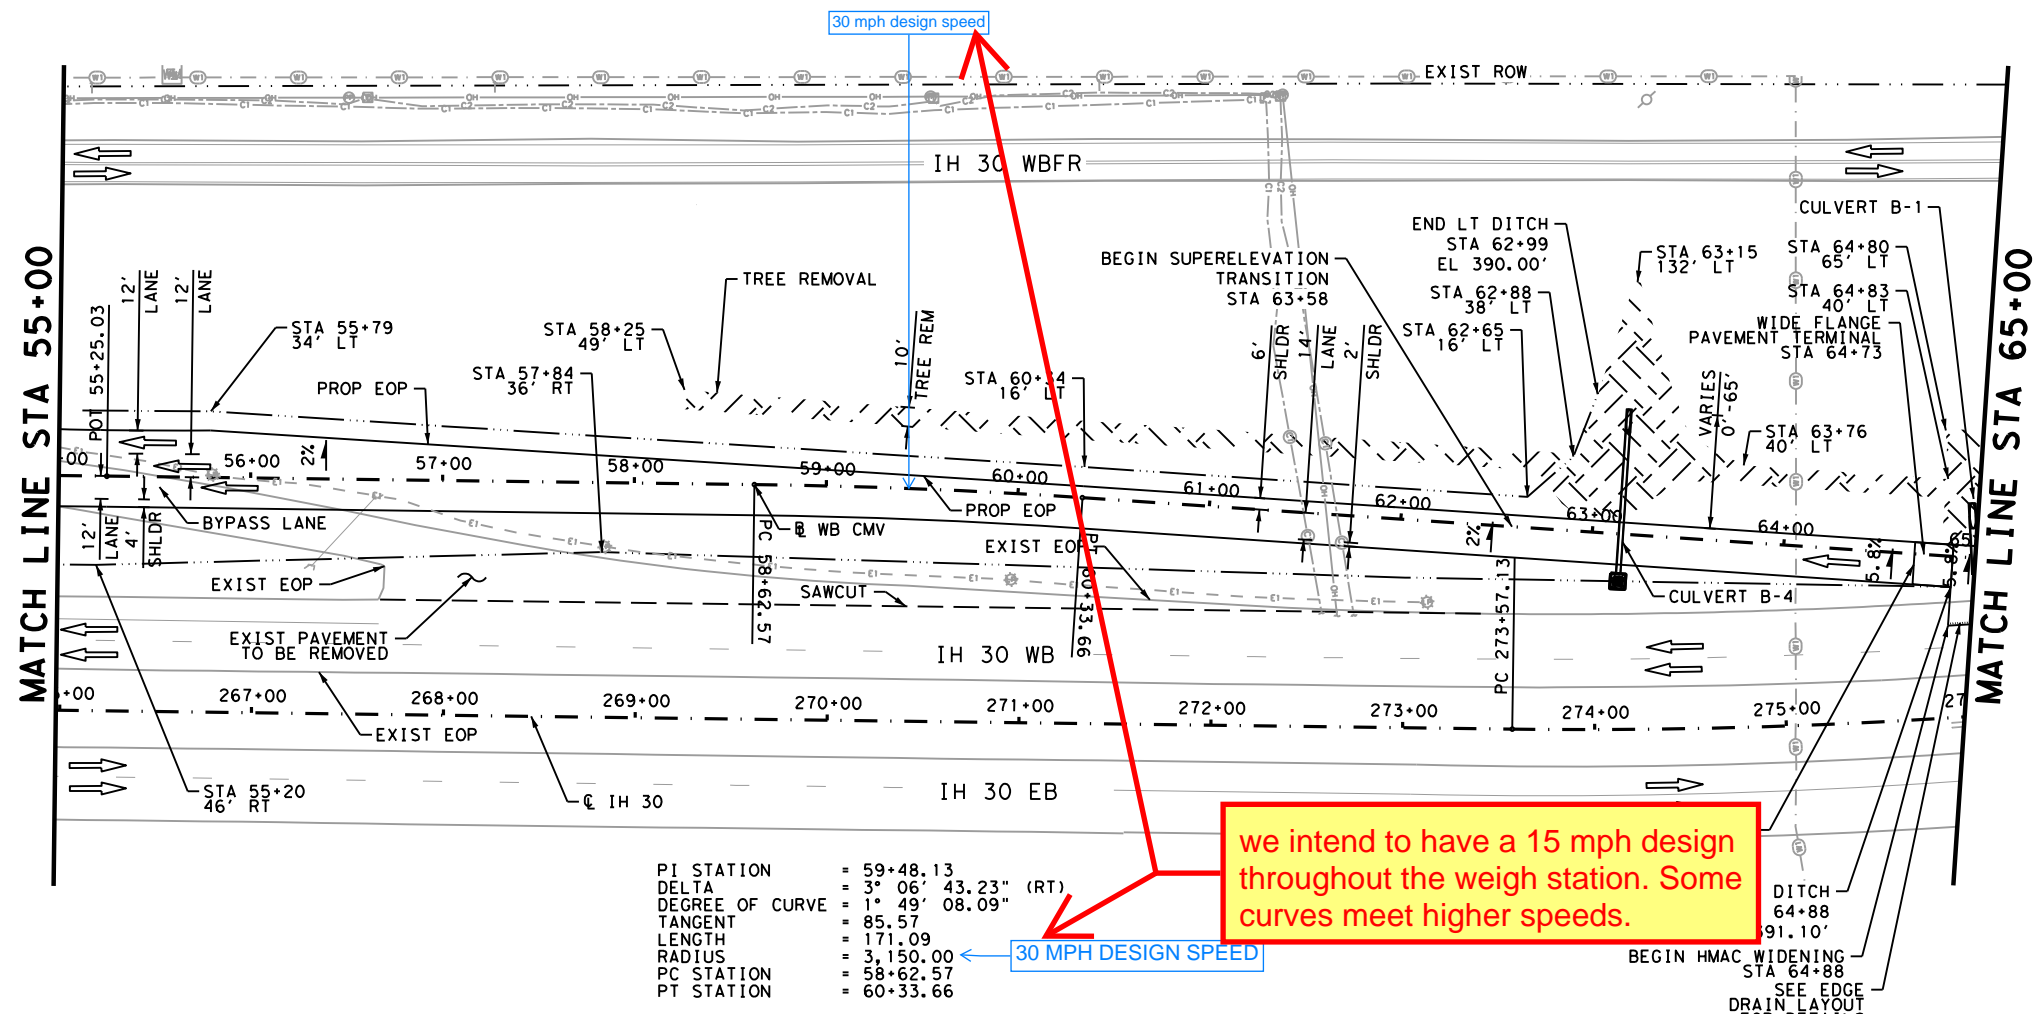 30 mph design speed
EXIST ROW
IH 30 WBFR
CULVERT B-1
END LT DITCH
STA 62+99
EL 390.00'
STA 63+15
132' LT
STA 64+80
65' LT
BEGIN SUPERELEVATION
TRANSITION
STA 63+58
STA 62+88
38' LT
STA 64+83
40' LT
STA 62+65
16' LT
WIDE FLANGE
PAVEMENT TERMINAL
STA 64+73
MATCH LINE STA 55+00
MATCH LINE STA 65+00
POT 55+25.03
12'
LANE
12'
LANE
TREE REMOVAL
STA 55+79
34' LT
STA 58+25
49' LT
STA 57+84
36' RT
PROP EOP
10'
TREE REM
16' LT
6'
SHLDR
14'
LANE
2'
SHLDR
VARIES
0'-65'
STA 63+76
40' LT
2%
56+00
57+00
58+00
59+00
60+00
61+00
62+00
63+00
64+00
BYPASS LANE
12'
LANE
4'
SHLDR
PC 58+62.57
℄ WB CMV
PROP EOP
EXIST EOP
PT 60+33.66
2%
5.8%
5.8%
EXIST EOP
SAWCUT
PC 273+57.13
CULVERT B-4
EXIST PAVEMENT
TO BE REMOVED
IH 30 WB
+00
267+00
268+00
269+00
270+00
271+00
272+00
273+00
274+00
275+00
27
EXIST EOP
STA 55+20
46' RT
℄ IH 30
IH 30 EB
we intend to have a 15 mph design
throughout the weigh station. Some
curves meet higher speeds.
PI STATION = 59+48.13
DELTA = 3° 06' 43.23" (RT)
DEGREE OF CURVE = 1° 49' 08.09"
TANGENT = 85.57
LENGTH = 171.09
RADIUS = 3,150.00
PC STATION = 58+62.57
PT STATION = 60+33.66
30 MPH DESIGN SPEED
DITCH
64+88
91.10'
BEGIN HMAC WIDENING
STA 64+88
SEE EDGE
DRAIN LAYOUT